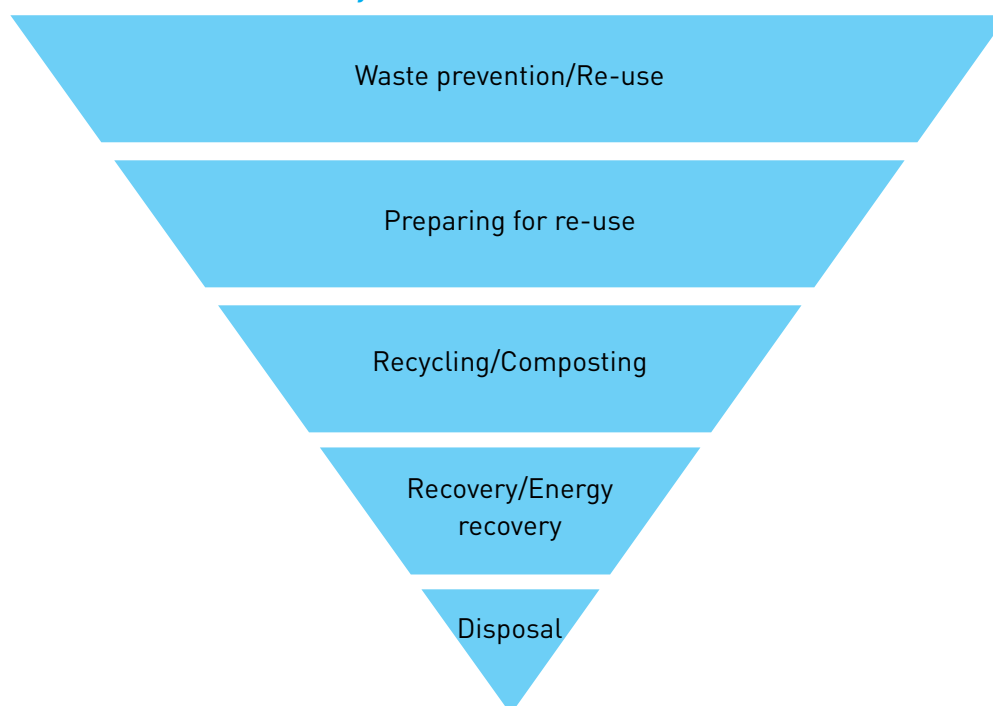 Waste prevention/Re-use
Preparing for re-use
Recycling/Composting
Recovery/Energy
recovery
Disposal